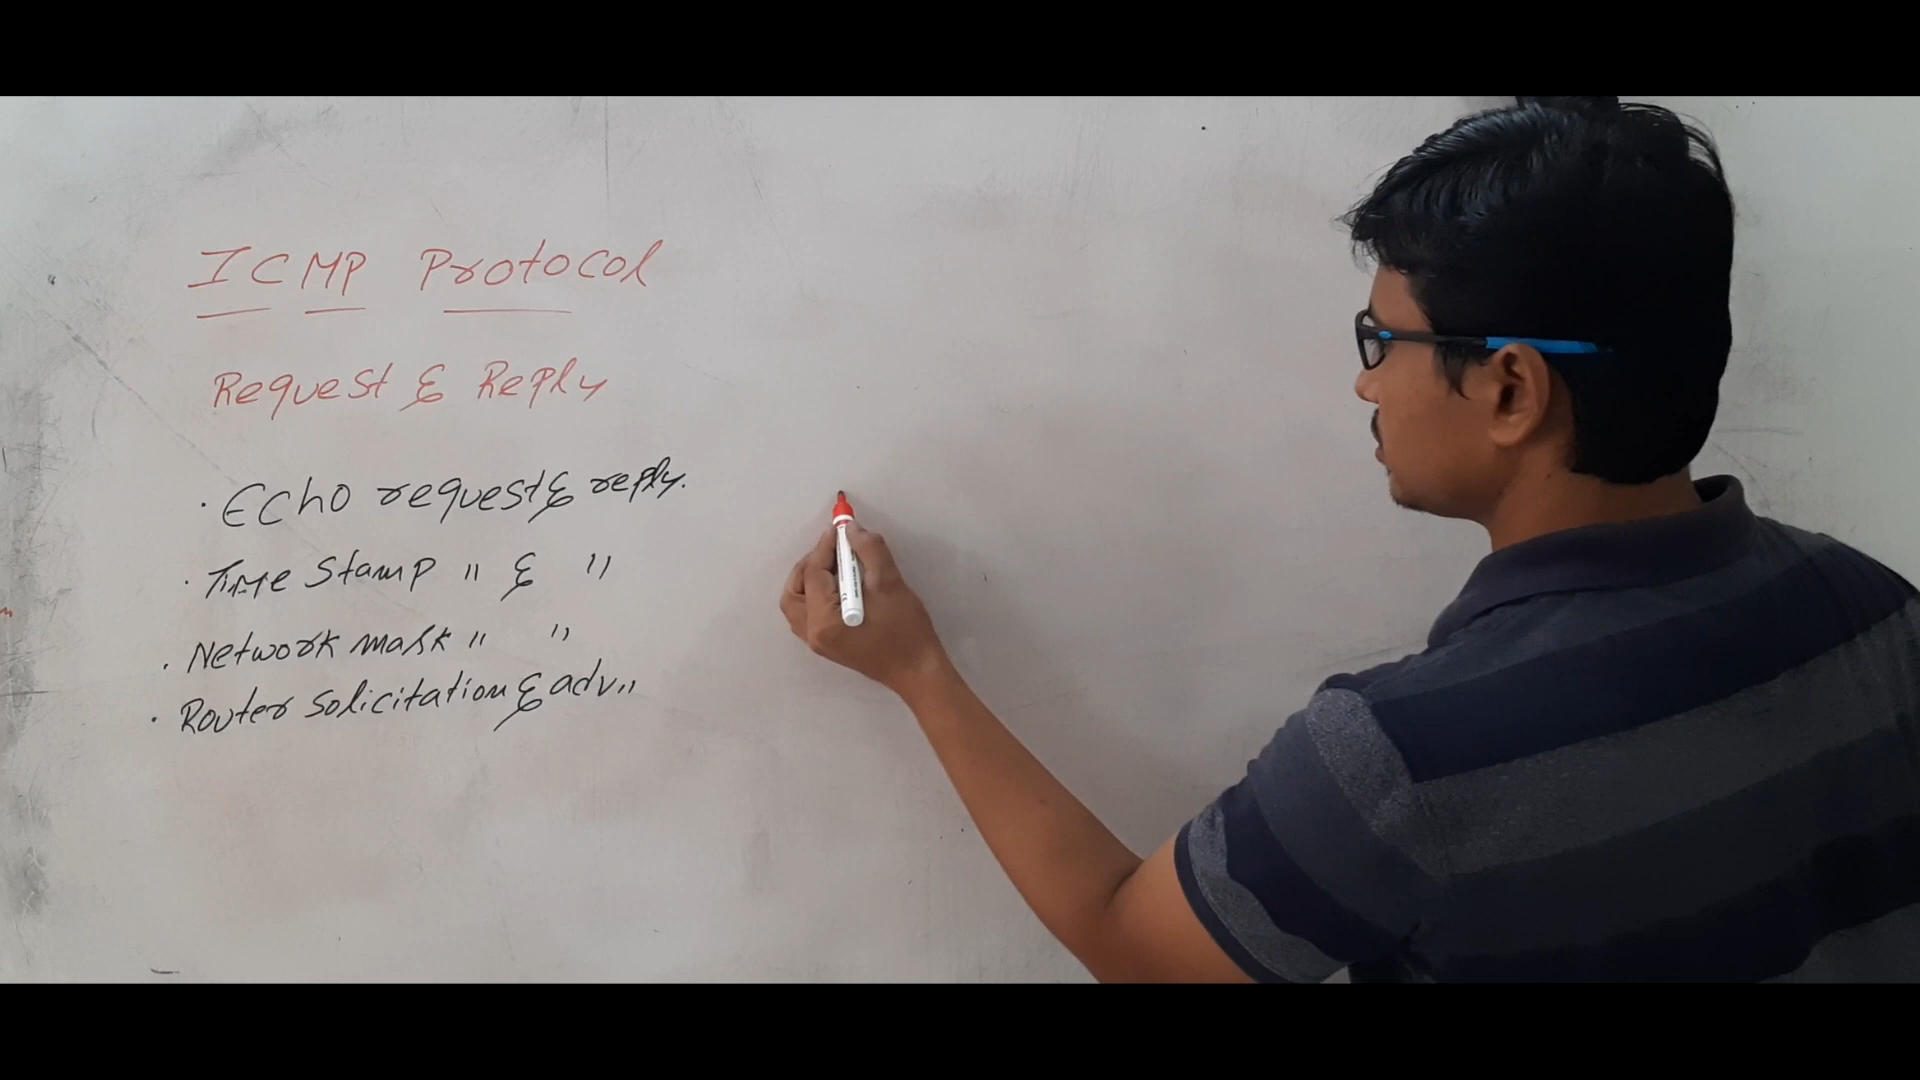 ICMP Protocol
Request & Reply
· Echo request & reply.
· Time Stamp " & "
· Network mask " "
· Router solicitation & adv"